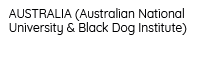 AUSTRALIA (Australian National
University & Black Dog Institute)